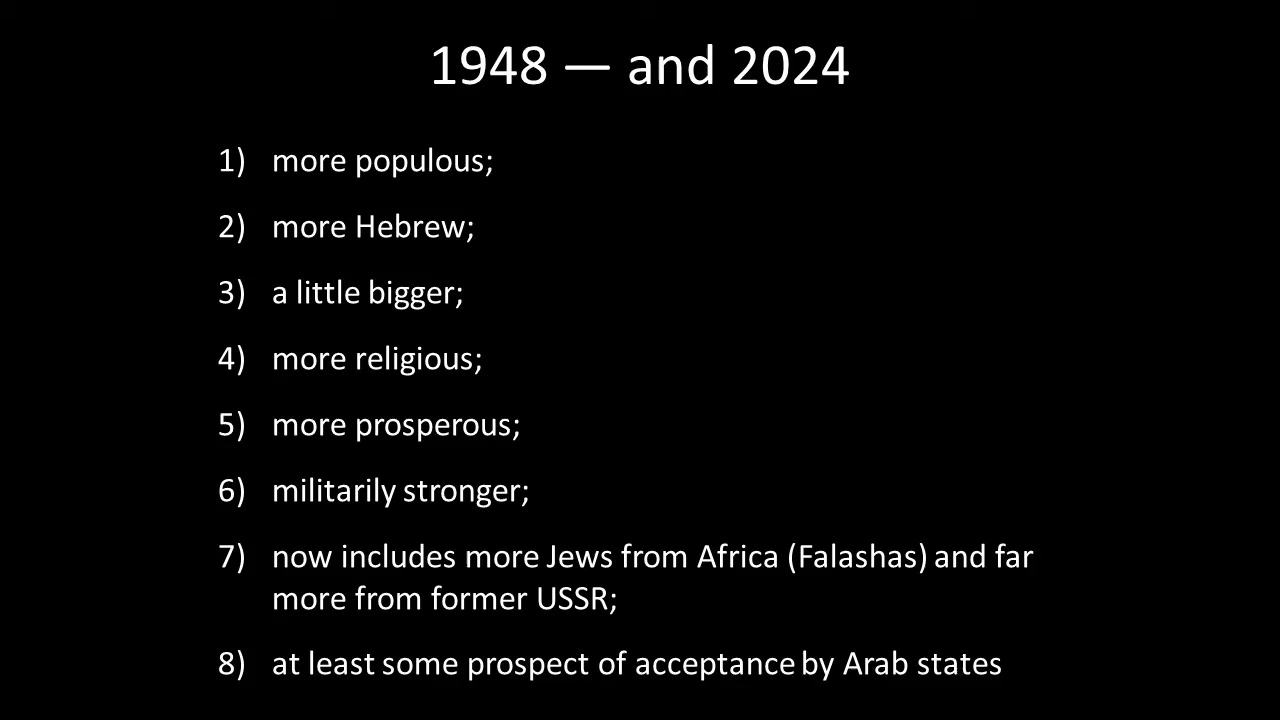 1948 — and 2024
1) more populous;
2) more Hebrew;
3) a little bigger;
4) more religious;
5) more prosperous;
6) militarily stronger;
7) now includes more Jews from Africa (Falashas) and far
more from former USSR;
8) at least some prospect of acceptance by Arab states